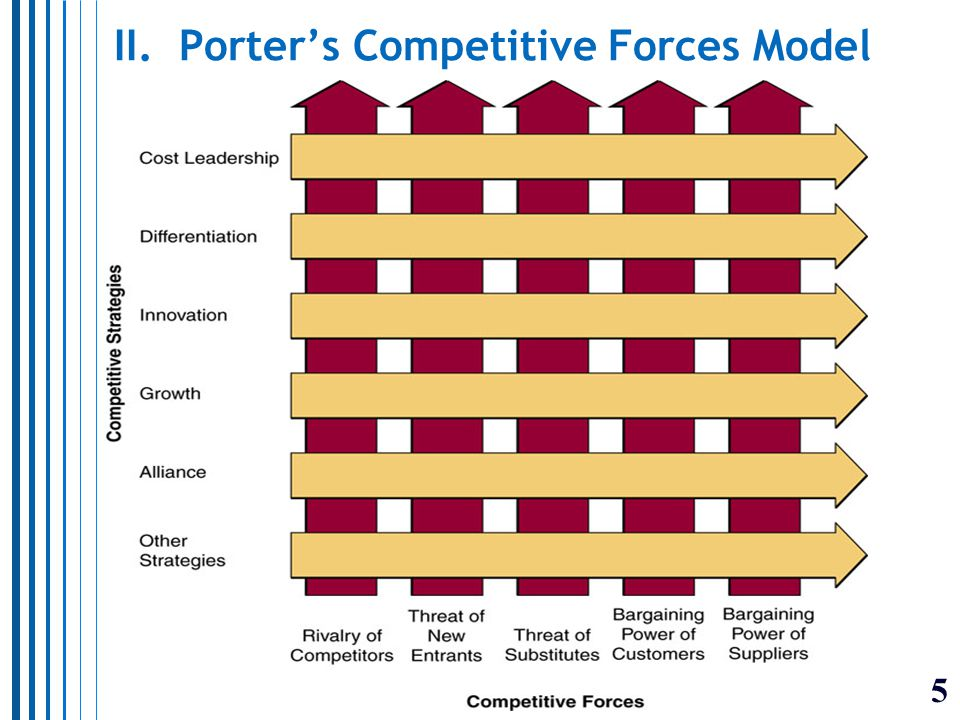 II. Porter’s Competitive Forces Model
Cost Leadership
Differentiation
Innovation
Growth
Alliance
Other
Strategies
Competitive Strategies
Rivalry of
Competitors
Threat of
New
Entrants
Threat of
Substitutes
Bargaining
Power of
Customers
Bargaining
Power of
Suppliers
Competitive Forces
5